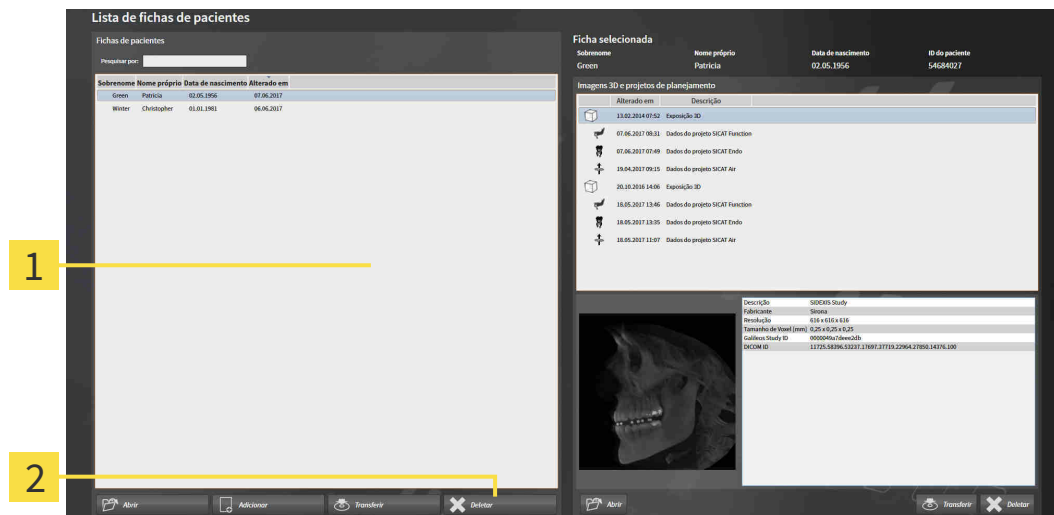 Lista de fichas de pacientes
Fichas de pacientes
Pesquisar por:
Sobrenome Nome próprio Data de nascimento Alterado em
Green Patricia 02.05.1956 07.06.2017
Winter Christopher 01.01.1981 06.06.2017
1
2
Abrir Adicionar Transferir Deletar
Ficha selecionada
Sobrenome Nome próprio Data de nascimento ID do paciente
Green Patricia 02.05.1956 54684027
Imagens 3D e projetos de planejamento
Alterado em Descrição
13.02.2014 07:52 Exposição 3D
07.06.2017 08:31 Dados do projeto SICAT Function
07.06.2017 07:49 Dados do projeto SICAT Endo
19.04.2017 09:15 Dados do projeto SICAT Air
20.10.2016 14:06 Exposição 3D
18.05.2017 13:46 Dados do projeto SICAT Function
18.05.2017 13:35 Dados do projeto SICAT Endo
18.05.2017 11:07 Dados do projeto SICAT Air
Descrição SIDEXIS Study
Fabricante Sirona
Resolução 616 x 616 x 616
Tamanho de Voxel (mm) 0,25 x 0,25 x 0,25
Galileos Study ID 0000049a7deee2db
DICOM ID 11725.58396.53237.17697.37719.22964.27850.14376.100
Abrir Transferir Deletar